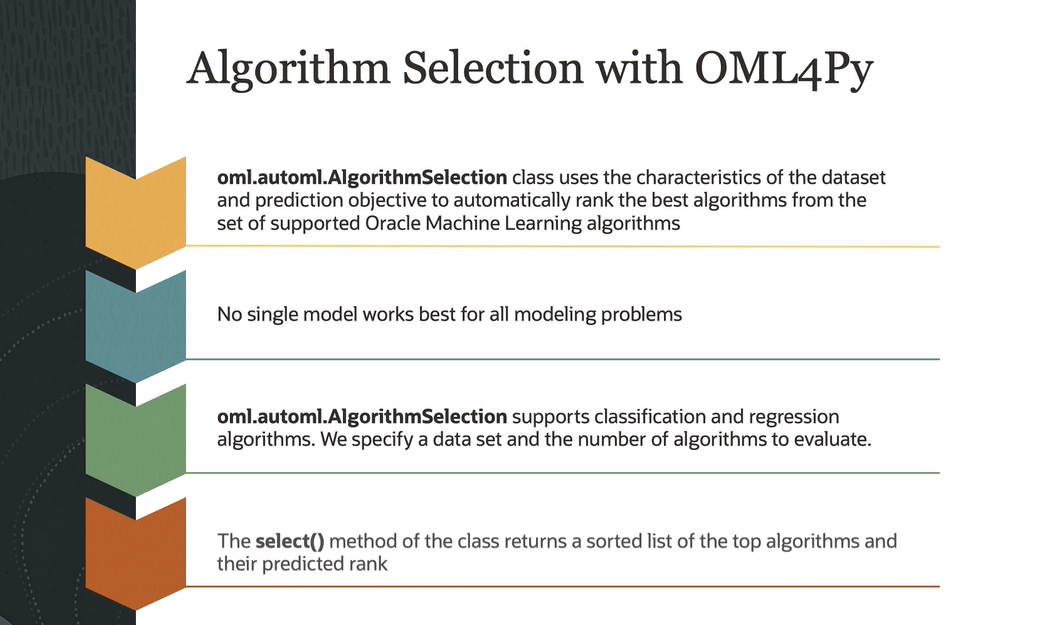 Algorithm Selection with OML4Py
oml.automl.AlgorithmSelection class uses the characteristics of the dataset
and prediction objective to automatically rank the best algorithms from the
set of supported Oracle Machine Learning algorithms
No single model works best for all modeling problems
oml.automl.AlgorithmSelection supports classification and regression
algorithms. We specify a data set and the number of algorithms to evaluate.
The select() method of the class returns a sorted list of the top algorithms and
their predicted rank